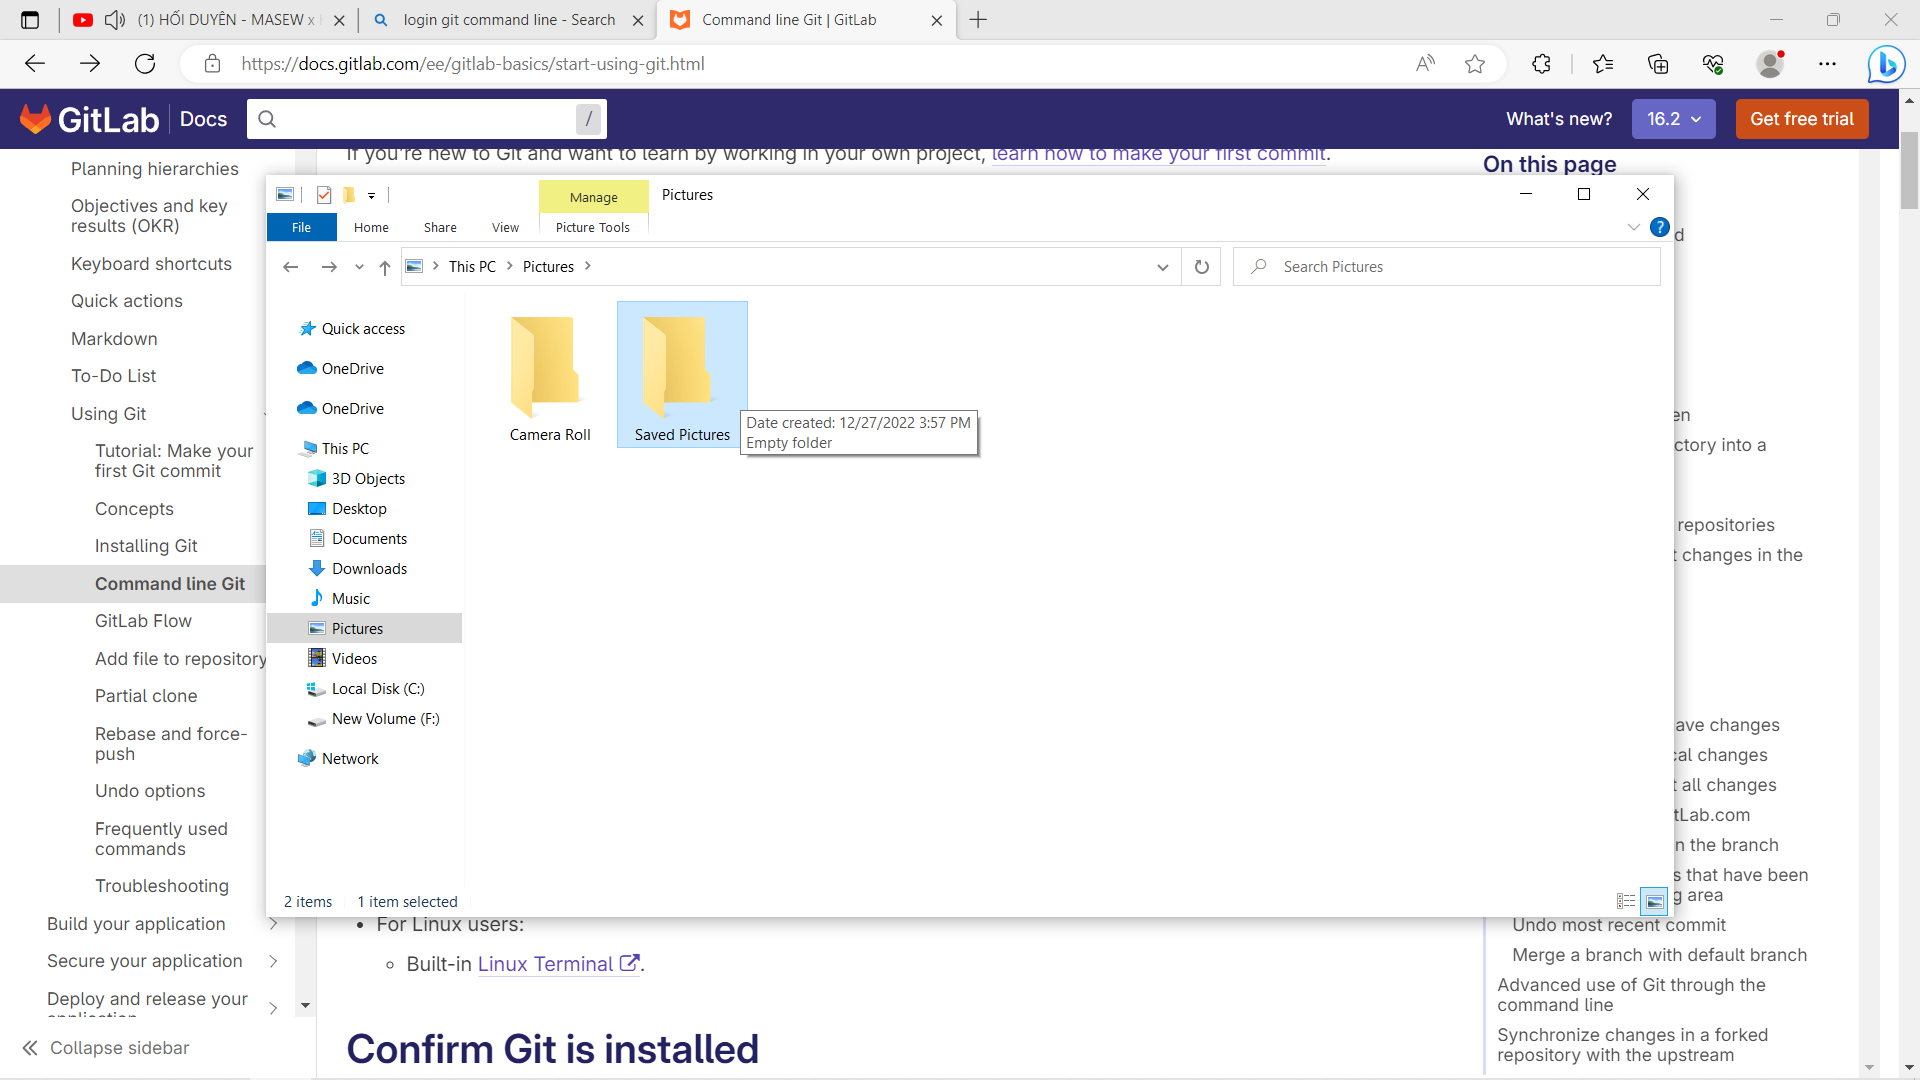 (1) HỐI DUYÊN - MASEW x
login git command line - Search
Command line Git | GitLab
https://docs.gitlab.com/ee/gitlab-basics/start-using-git.html
GitLab Docs
/
What's new?
16.2
Get free trial
If you're new to Git and want to learn by working in your own project, learn how to make your first commit.
On this page
Planning hierarchies
Objectives and key
results (OKR)
Keyboard shortcuts
Quick actions
Markdown
To-Do List
Using Git
Tutorial: Make your
first Git commit
Concepts
Installing Git
Command line Git
GitLab Flow
Add file to repository
Partial clone
Rebase and force-
push
Undo options
Frequently used
commands
Troubleshooting
Build your application
Secure your application
Deploy and release your
application
Collapse sidebar
Manage
Pictures
File
Home
Share
View
Picture Tools
This PC
Pictures
Search Pictures
Quick access
OneDrive
OneDrive
This PC
3D Objects
Desktop
Documents
Downloads
Music
Pictures
Videos
Local Disk (C:)
New Volume (F:)
Network
Camera Roll
Saved Pictures
Date created: 12/27/2022 3:57 PM
Empty folder
2 items
1 item selected
d
en
ctory into a
repositories
t changes in the
ave changes
cal changes
t all changes
tLab.com
n the branch
s that have been
g area
Undo most recent commit
Merge a branch with default branch
Advanced use of Git through the
command line
Synchronize changes in a forked
repository with the upstream
For Linux users:
Built-in Linux Terminal.
Confirm Git is installed